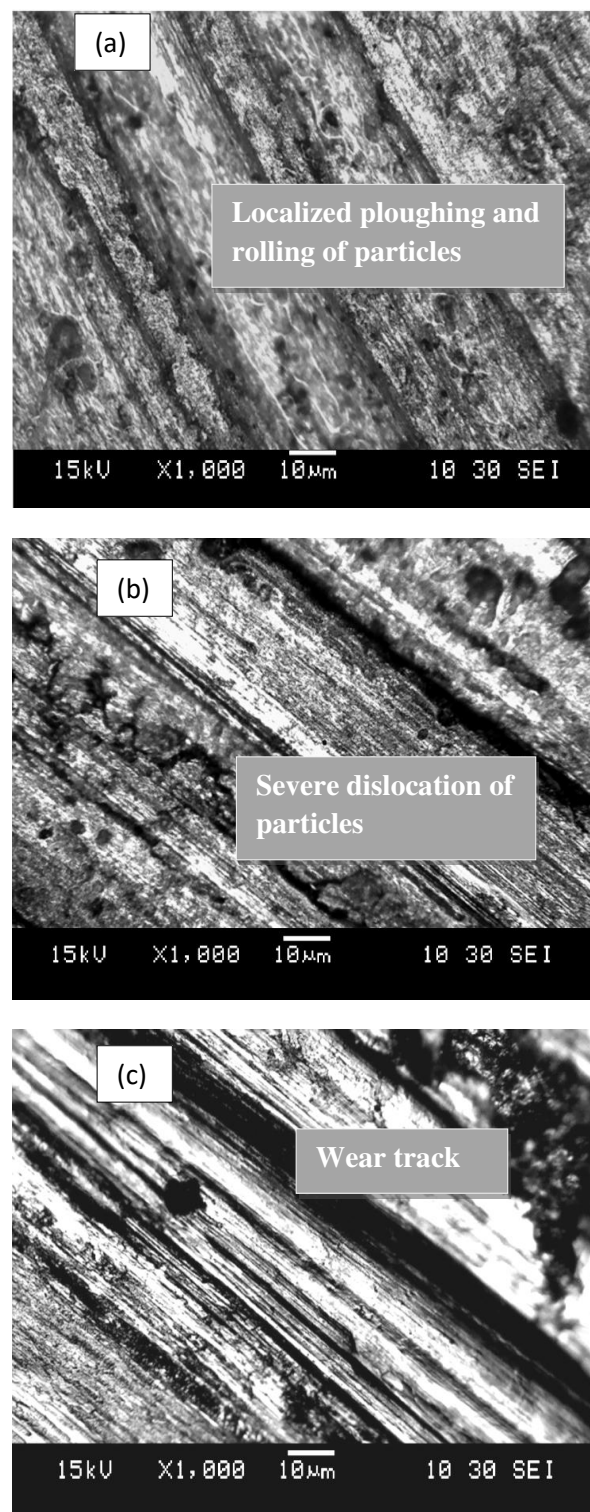 (a)
Localized ploughing and
rolling of particles
15kV X1,000 10μm 10 30 SEI
(b)
Severe dislocation of
particles
15kV X1,000 10μm 10 30 SEI
(c)
Wear track
15kV X1,000 10μm 10 30 SEI